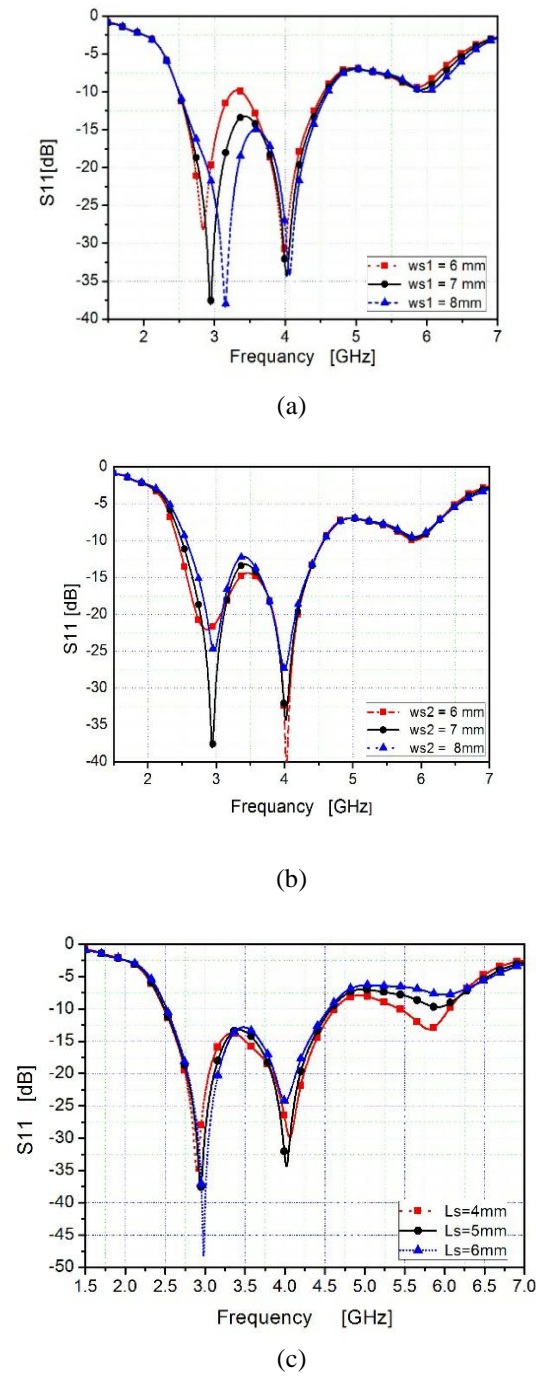 0
-5
-10
-15
-20
-25
-30
-35
-40
S11[dB]
ws1 = 6 mm
ws1 = 7 mm
ws1 = 8mm
2 3 4 5 6 7
Frequancy [GHz]
(a)
0
-5
-10
-15
-20
-25
-30
-35
-40
S11 [dB]
ws2 = 6 mm
ws2 = 7 mm
ws2 = 8mm
2 3 4 5 6 7
Frequancy [GHz]
(b)
0
-5
-10
-15
-20
-25
-30
-35
-40
-45
-50
S11 [dB]
Ls=4mm
Ls=5mm
Ls=6mm
1.5 2.0 2.5 3.0 3.5 4.0 4.5 5.0 5.5 6.0 6.5 7.0
Frequency [GHz]
(c)